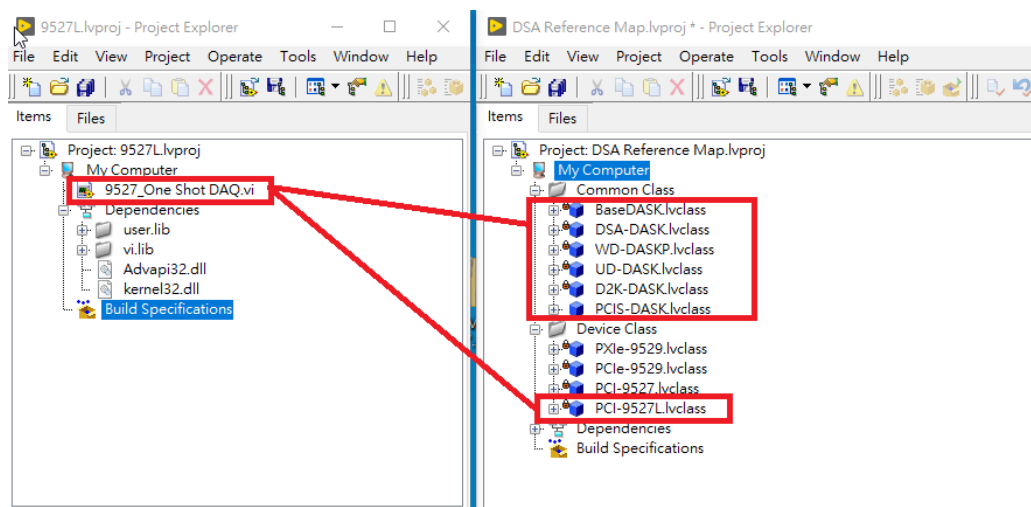 9527L.lvproj - Project Explorer
File Edit View Project Operate Tools Window Help
Items Files
Project: 9527L.lvproj
My Computer
9527_One Shot DAQ.vi
Dependencies
user.lib
vi.lib
Advapi32.dll
kernel32.dll
Build Specifications
DSA Reference Map.lvproj * - Project Explorer
File Edit View Project Operate Tools Window Help
Items Files
Project: DSA Reference Map.lvproj
My Computer
Common Class
BaseDASK.lvclass
DSA-DASK.lvclass
WD-DASKP.lvclass
UD-DASK.lvclass
D2K-DASK.lvclass
PCIS-DASK.lvclass
Device Class
PXIe-9529.lvclass
PCIe-9529.lvclass
PCI-9527.lvclass
PCI-9527L.lvclass
Dependencies
Build Specifications